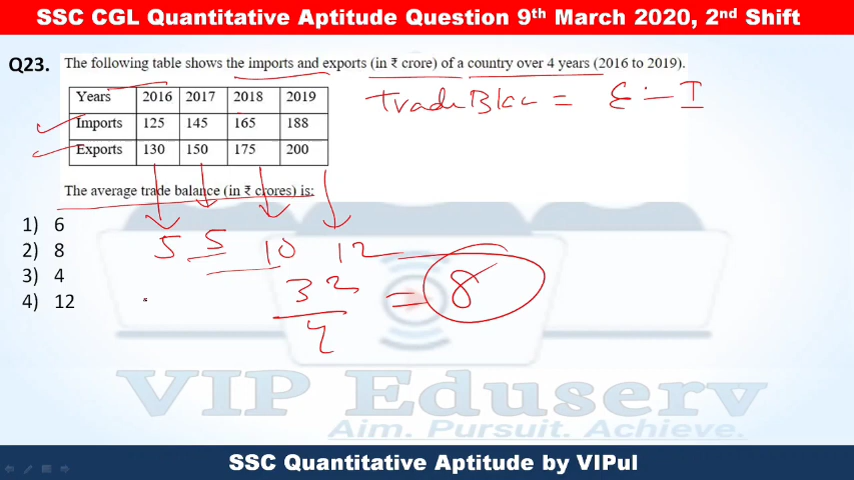 SSC CGL Quantitative Aptitude Question 9th March 2020, 2nd Shift
Q23. The following table shows the imports and exports (in ₹ crore) of a country over 4 years (2016 to 2019).
Years 2016 2017 2018 2019
Imports 125 145 165 188
Exports 130 150 175 200
Trade = E - I
The average trade balance (in ₹ crores) is:
1) 6
2) 8
3) 4
4) 12
5 5 10 12
32
4
= 8
VIP Eduserv
Aim. Pursuit. Achieve.
SSC Quantitative Aptitude by VIPul